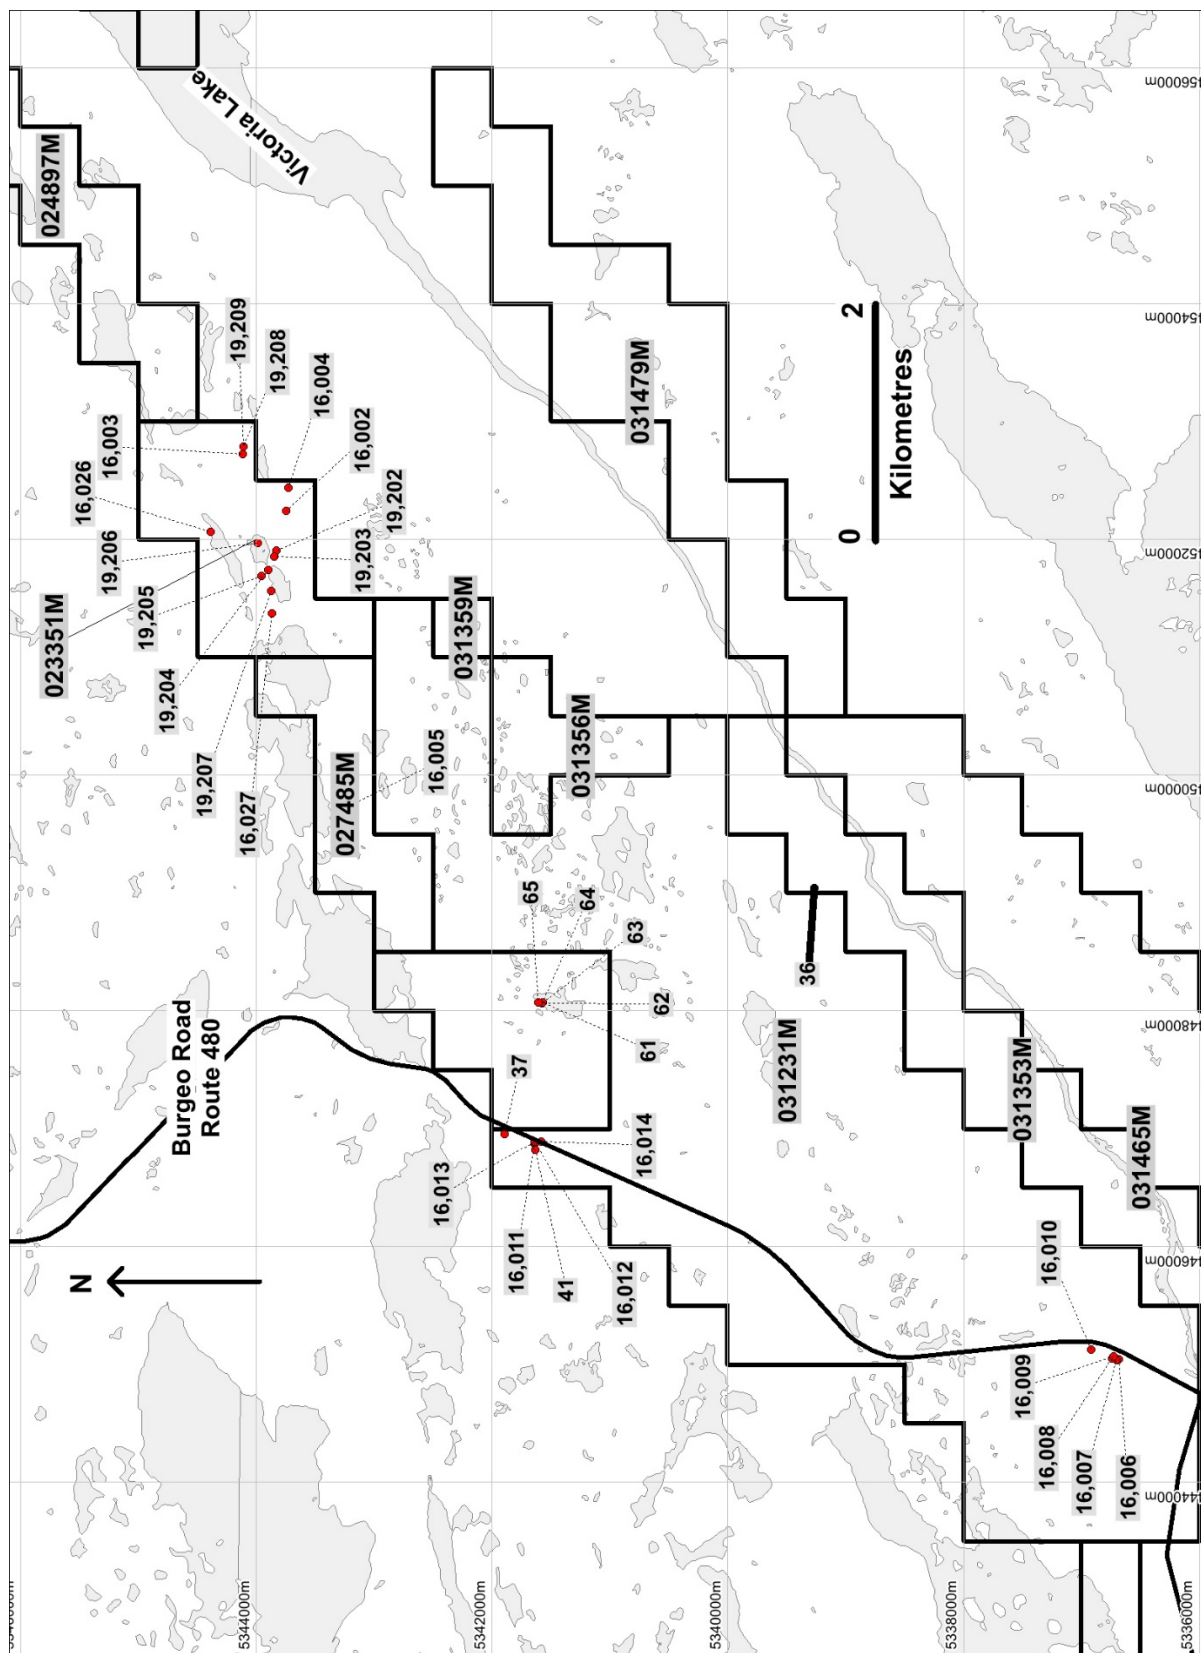 Victoria Lake
024897M
19,209
19,208
16,004
16,002
16,003
16,026
19,206
19,202
19,203
023351M
19,205
19,204
19,207
16,027
031359M
16,005
027485M
031356M
031479M
0
2
Kilometres
65
64
63
62
61
36
37
Burgeo Road
Route 480
N
16,013
16,014
16,011
41
16,012
031231M
031353M
031465M
16,010
16,009
16,008
16,007
16,006
456000m
454000m
452000m
450000m
448000m
446000m
444000m
5344000m
5342000m
5340000m
5338000m
5336000m